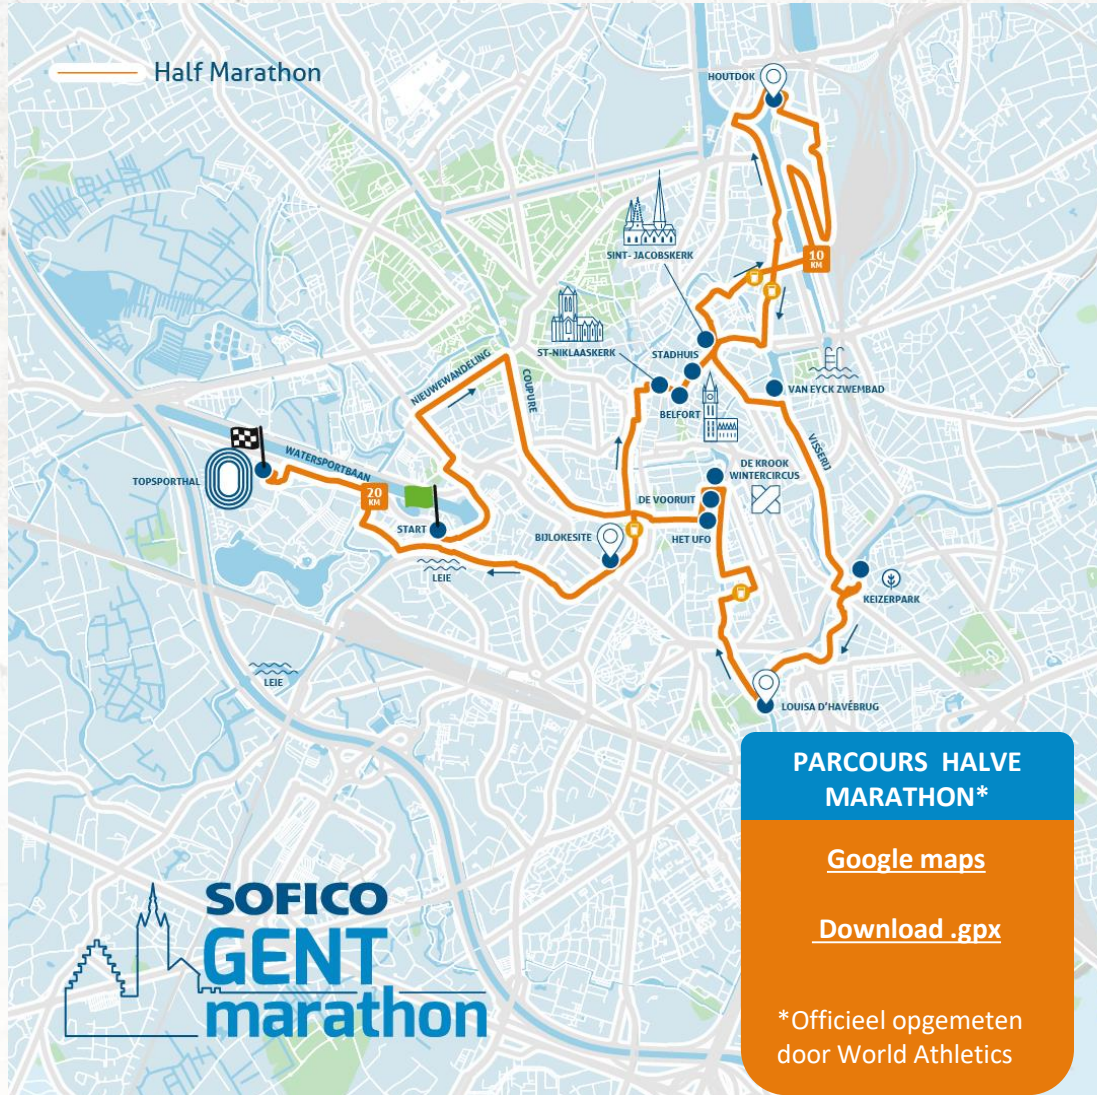 Half Marathon
HOUTDOK
SINT- JACOBSKERK
10
KM
ST-NIKLAASKERK
STADHUIS
NIEUWEWANDELING
COUPURE
BELFORT
VAN EYCK ZWEMBAD
VISSERIJ
WATERSPORTBAAN
TOPSPORTHAL
20
KM
DE KROOK
WINTERCIRCUS
DE VOORUIT
START
BIJLOKESITE
HET UFO
LEIE
KEIZERPARK
LEIE
LOUISA D'HAVÉBRUG
PARCOURS HALVE
MARATHON*
Google maps
Download .gpx
*Officieel opgemeten
door World Athletics
SOFICO
GENT
marathon